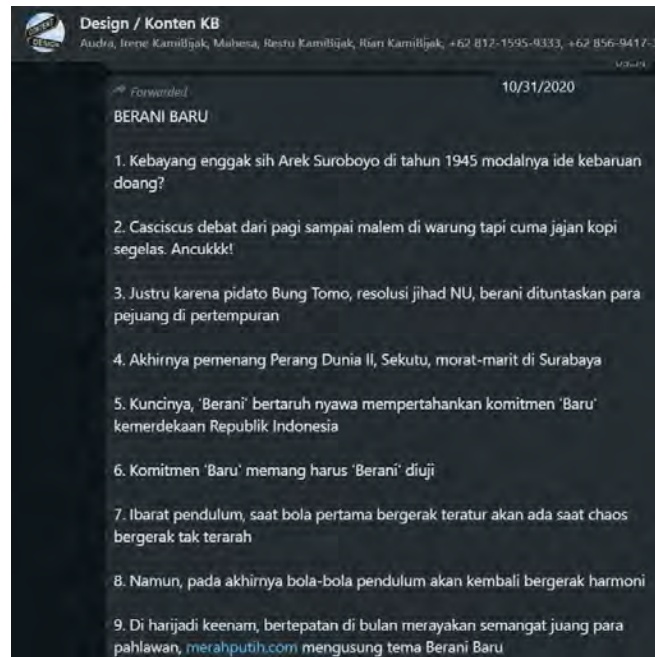 Design / Konten KB
Audra, Irene KamiBijak, Mahesa, Restu KamiBijak, Rian KamiBijak, +62 812-1595-9333, +62 856-9417-
Forwarded
10/31/2020
BERANI BARU
1. Kebayang enggak sih Arek Suroboyo di tahun 1945 modalnya ide kebaruan
doang?
2. Casciscus debat dari pagi sampai malem di warung tapi cuma jajan kopi
segelas. Ancukkk!
3. Justru karena pidato Bung Tomo, resolusi jihad NU, berani dituntaskan para
pejuang di pertempuran
4. Akhirnya pemenang Perang Dunia II, Sekutu, morat-marit di Surabaya
5. Kuncinya, 'Berani' bertaruh nyawa mempertahankan komitmen 'Baru'
kemerdekaan Republik Indonesia
6. Komitmen 'Baru' memang harus 'Berani' diuji
7. Ibarat pendulum, saat bola pertama bergerak teratur akan ada saat chaos
bergerak tak terarah
8. Namun, pada akhirnya bola-bola pendulum akan kembali bergerak harmoni
9. Di harijadi keenam, bertepatan di bulan merayakan semangat juang para
pahlawan, merahputih.com mengusung tema Berani Baru